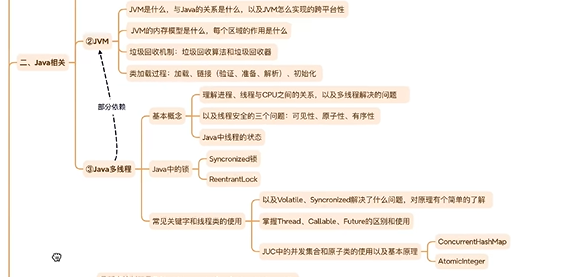 JVM是什么，与Java的关系是什么，以及JVM怎么实现的跨平台性
②JVM
JVM的内存模型是什么，每个区域的作用是什么
垃圾回收机制：垃圾回收算法和垃圾回收器
二、Java相关
类加载过程：加载、链接（验证、准备、解析）、初始化
部分依赖
理解进程、线程与CPU之间的关系，以及多线程解决的问题
基本概念
以及线程安全的三个问题：可见性、原子性、有序性
Java中线程的状态
③Java多线程
Java中的锁
Syncronized锁
ReentrantLock
以及Volatile、Syncronized解决了什么问题，对原理有个简单的了解
常见关键字和线程类的使用
掌握Thread、Callable、Future的区别和使用
JUC中的并发集合和原子类的使用以及基本原理
ConcurrentHashMap
AtomicInteger